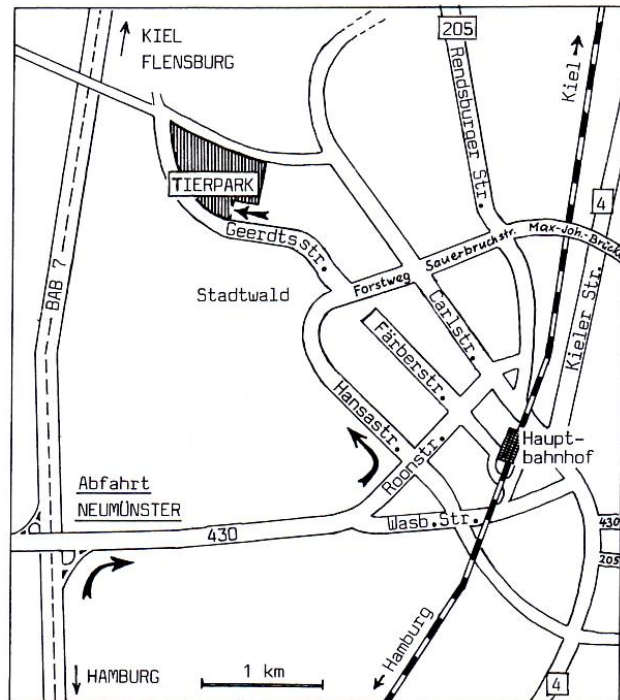 KIEL
FLENSBURG
205
Rendsburger Str.
Kiel
TIERPARK
4
Geerdtsstr.
Max-Joh.-Brücke
Sauerbruchstr.
Forstweg
BAB 7
Stadtwald
Carlstr.
Kieler Str.
Färberstr.
Hansastr.
Haupt-
bahnhof
Roonstr.
Abfahrt
NEUMÜNSTER
430
Wasb.Str.
430
205
Hamburg
HAMBURG
1 km
4